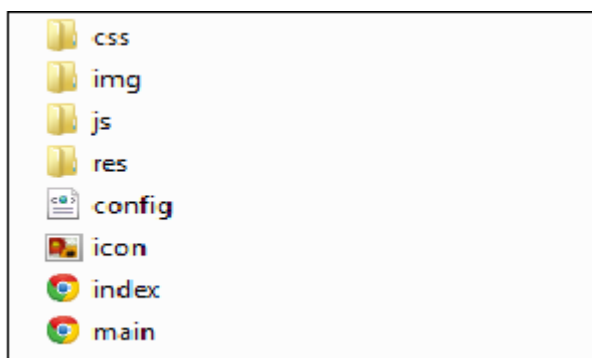 css
img
js
res
config
icon
index
main